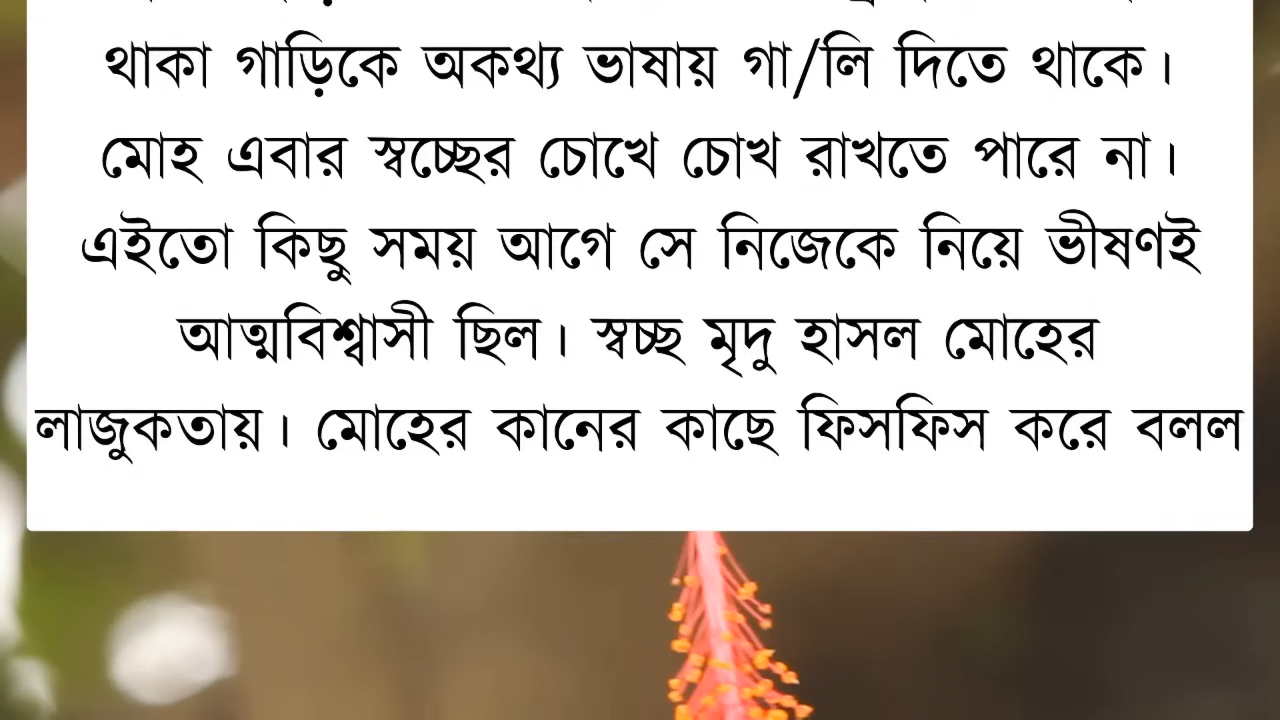 থাকা গাড়িকে অকথ্য ভাষায় গা/লি দিতে থাকে।
মোহ এবার স্বচ্ছের চোখে চোখ রাখতে পারে না।
এইতো কিছু সময় আগে সে নিজেকে নিয়ে ভীষণই
আত্মবিশ্বাসী ছিল। স্বচ্ছ মৃদু হাসল মোহের
লাজুকতায়। মোহের কানের কাছে ফিসফিস করে বলল